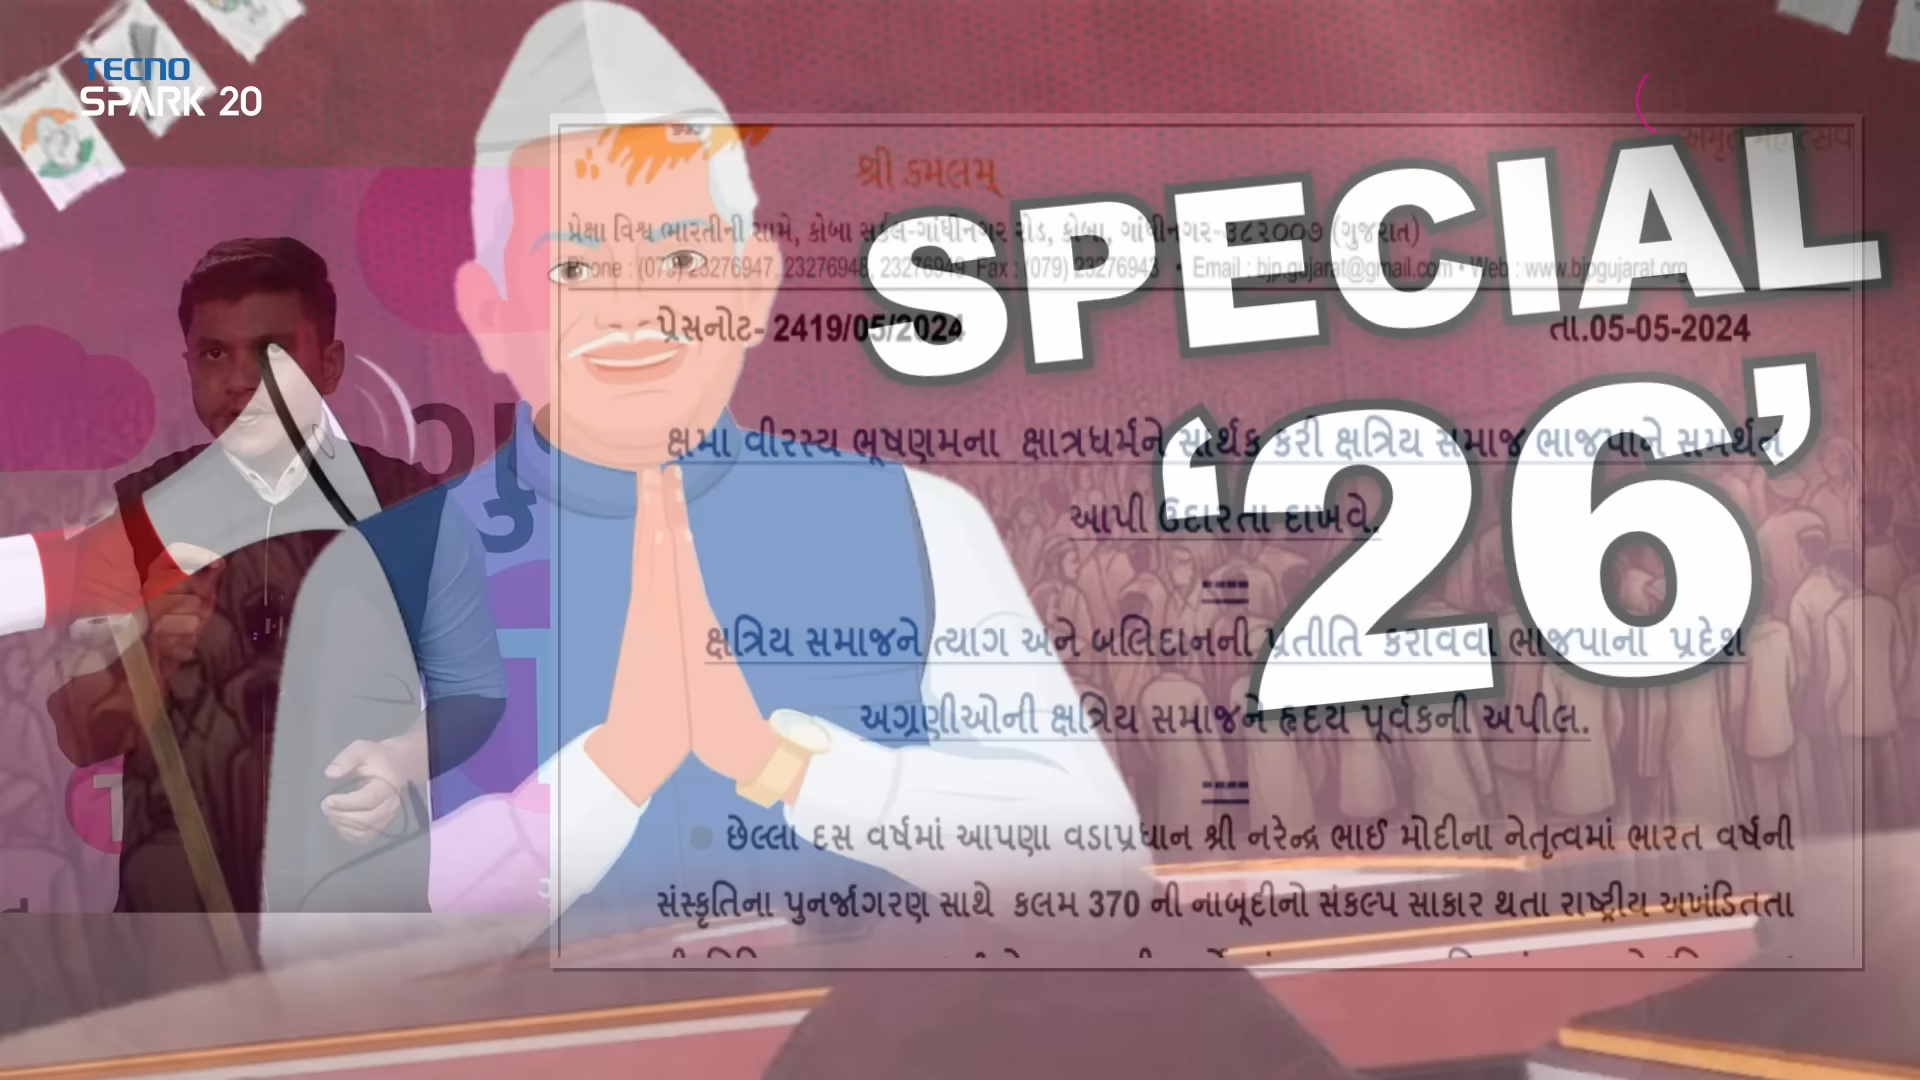 TECNO
SPARK 20
શ્રી કમલમ્
SPECIAL
પ્રેક્ષા વિશ્વ ભારતીની સામે, કોબા સર્કલ-ગાંધીનગર રોડ, કોબા, ગાંધીનગર-૩૮૨૦૦૭ (ગુજરાત)
Phone : (079) 23276947, 23276948, 23276949 Fax : (079) 23276943 • Email : bjp.gujarat@gmail.com • Web : www.bjpgujarat.org
પ્રેસનોટ- 2419/05/2024 તા.05-05-2024
‘26’
ક્ષમા વીરસ્ય ભૂષણમના ક્ષાત્રધર્મને સાર્થક કરી ક્ષત્રિય સમાજ ભાજપાને સમર્થન
આપી ઉદારતા દાખવે.
===
ક્ષત્રિય સમાજને ત્યાગ અને બલિદાનની પ્રતીતિ કરાવવા ભાજપાના પ્રદેશ
અગ્રણીઓની ક્ષત્રિય સમાજને હૃદય પૂર્વકની અપીલ.
===
છેલ્લા દસ વર્ષમાં આપણા વડાપ્રધાન શ્રી નરેન્દ્ર ભાઈ મોદીના નેતૃત્વમાં ભારત વર્ષની
સંસ્કૃતિના પુનર્જાગરણ સાથે કલમ 370 ની નાબૂદીનો સંકલ્પ સાકાર થતા રાષ્ટ્રીય અખંડિતતા